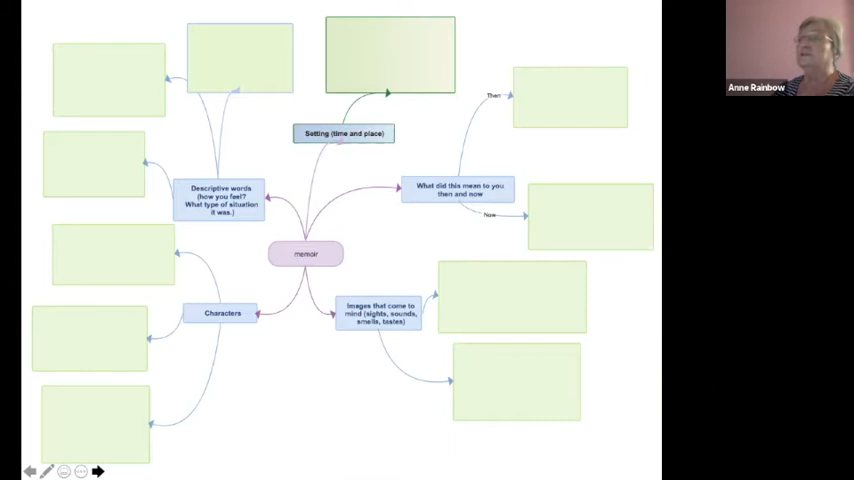 Anne Rainbow
Then
Setting (time and place)
Descriptive words
(how you feel?
What type of situation
it was.)
What did this mean to you
then and now
Now
memoir
Characters
Images that come to
mind (sights, sounds,
smells, tastes)